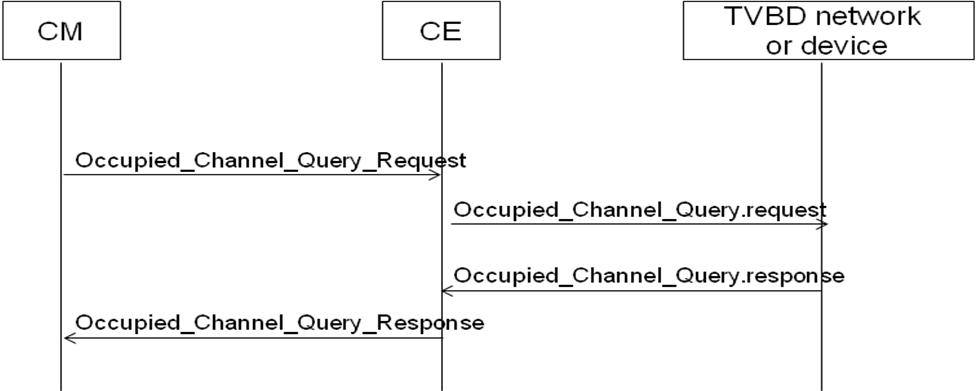 CM
CE
TVBD network
or device
Occupied_Channel_Query_Request
Occupied_Channel_Query.request
Occupied_Channel_Query.response
Occupied_Channel_Query_Response